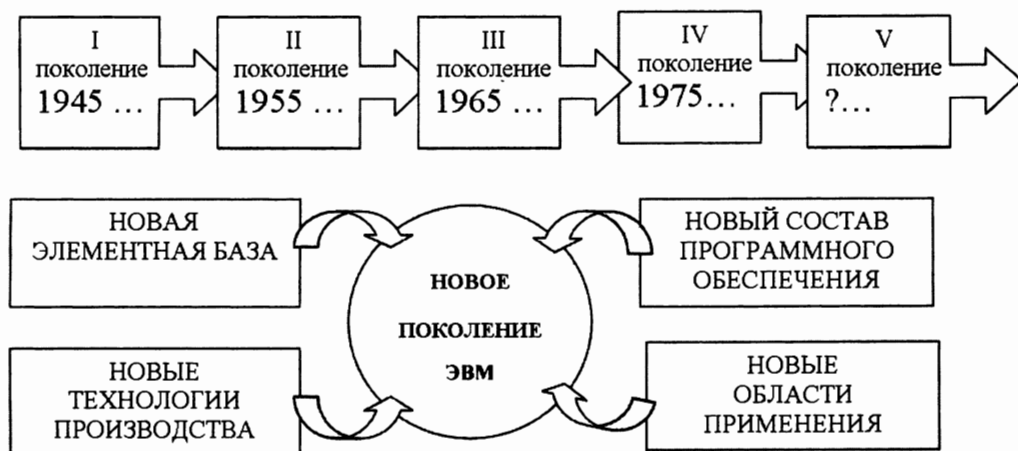 I
поколение
1945 ...
II
поколение
1955 ...
III
поколение
1965 ...
IV
поколение
1975...
V
поколение
?...
НОВАЯ
ЭЛЕМЕНТНАЯ БАЗА
НОВЫЙ СОСТАВ
ПРОГРАММНОГО
ОБЕСПЕЧЕНИЯ
НОВОЕ
ПОКОЛЕНИЕ
ЭВМ
НОВЫЕ
ТЕХНОЛОГИИ
ПРОИЗВОДСТВА
НОВЫЕ
ОБЛАСТИ
ПРИМЕНЕНИЯ